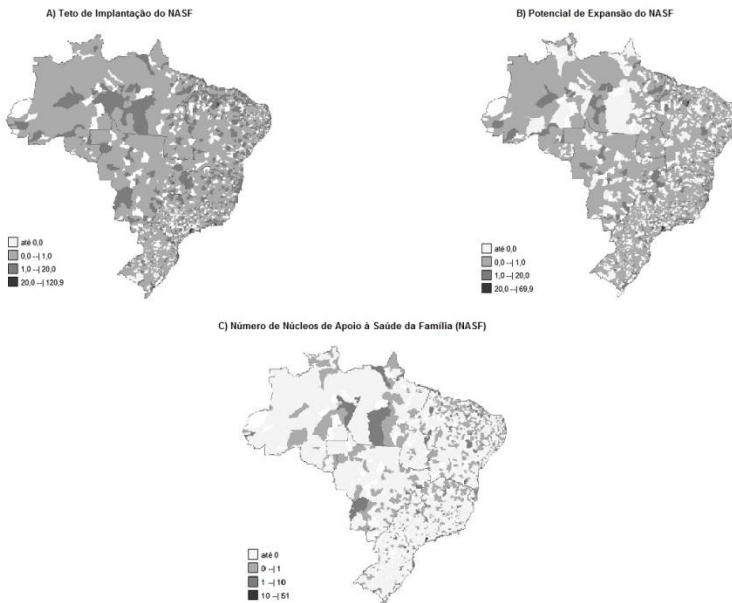 A) Teto de Implantação do NASF
B) Potencial de Expansão do NASF
até 0,0
0,0 --| 1,0
1,0 ---| 20,0
20,0 --| 120,9
até 0,0
0,0 --| 1,0
1,0 ---| 20,0
20,0 --| 69,9
C) Número de Núcleos de Apoio à Saúde da Família (NASF)
até 0
0 --| 1
1 --| 10
10 --| 51